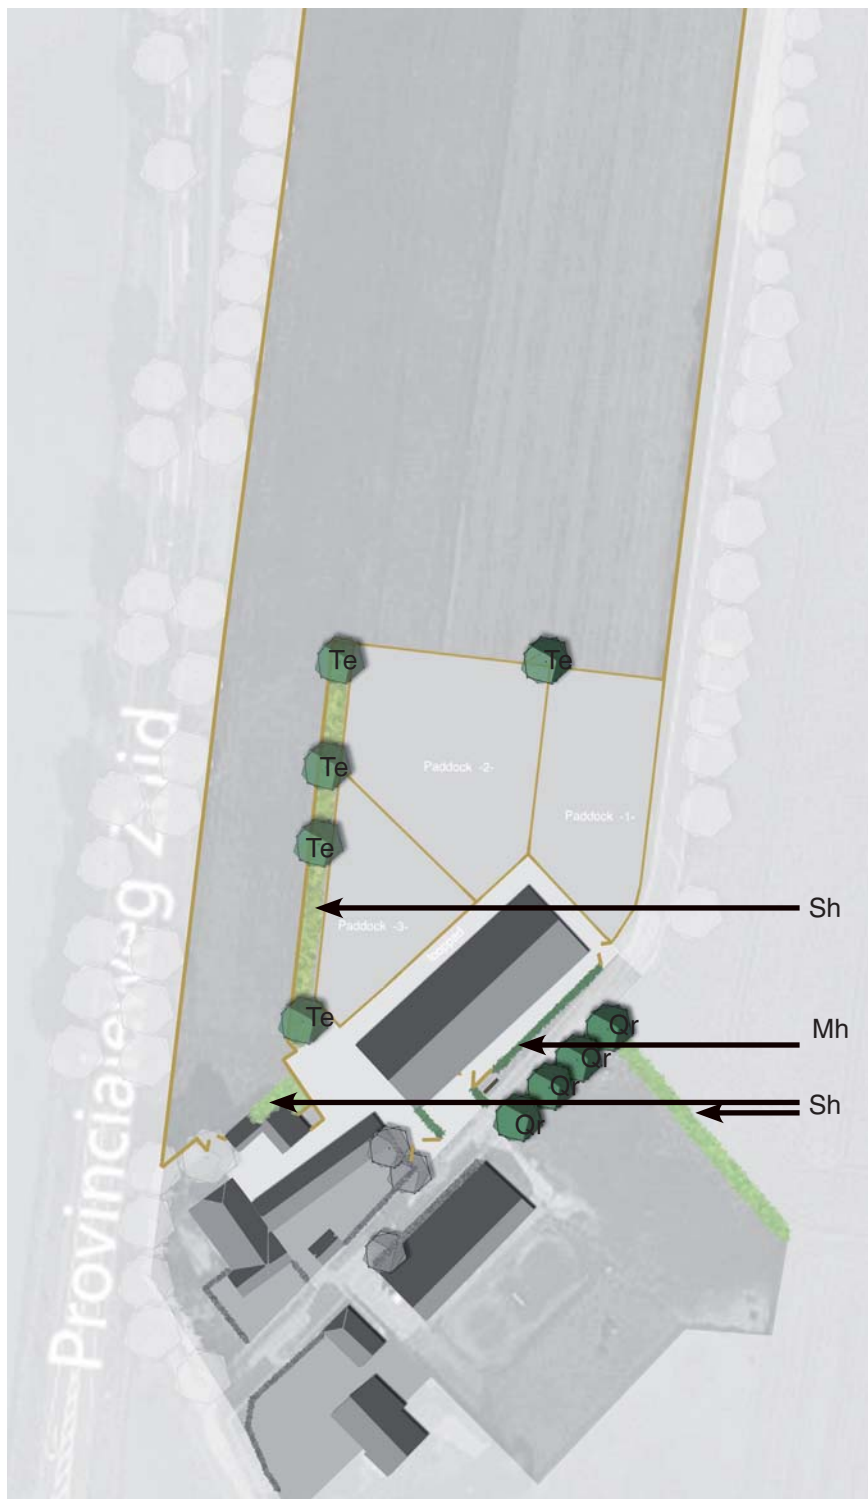 Te
Te
Te
Paddock -2-
Paddock -1-
Te
Sh
Paddock -3-
looppad
Te
Qr
Mh
Qr
Qr
Sh
Qr
Provinciale weg Zuid